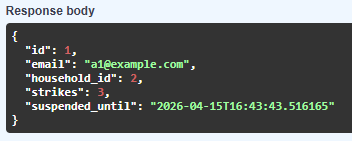 Response body
{
  "id": 1,
  "email": "a1@example.com",
  "household_id": 2,
  "strikes": 3,
  "suspended_until": "2026-04-15T16:43:43.516165"
}